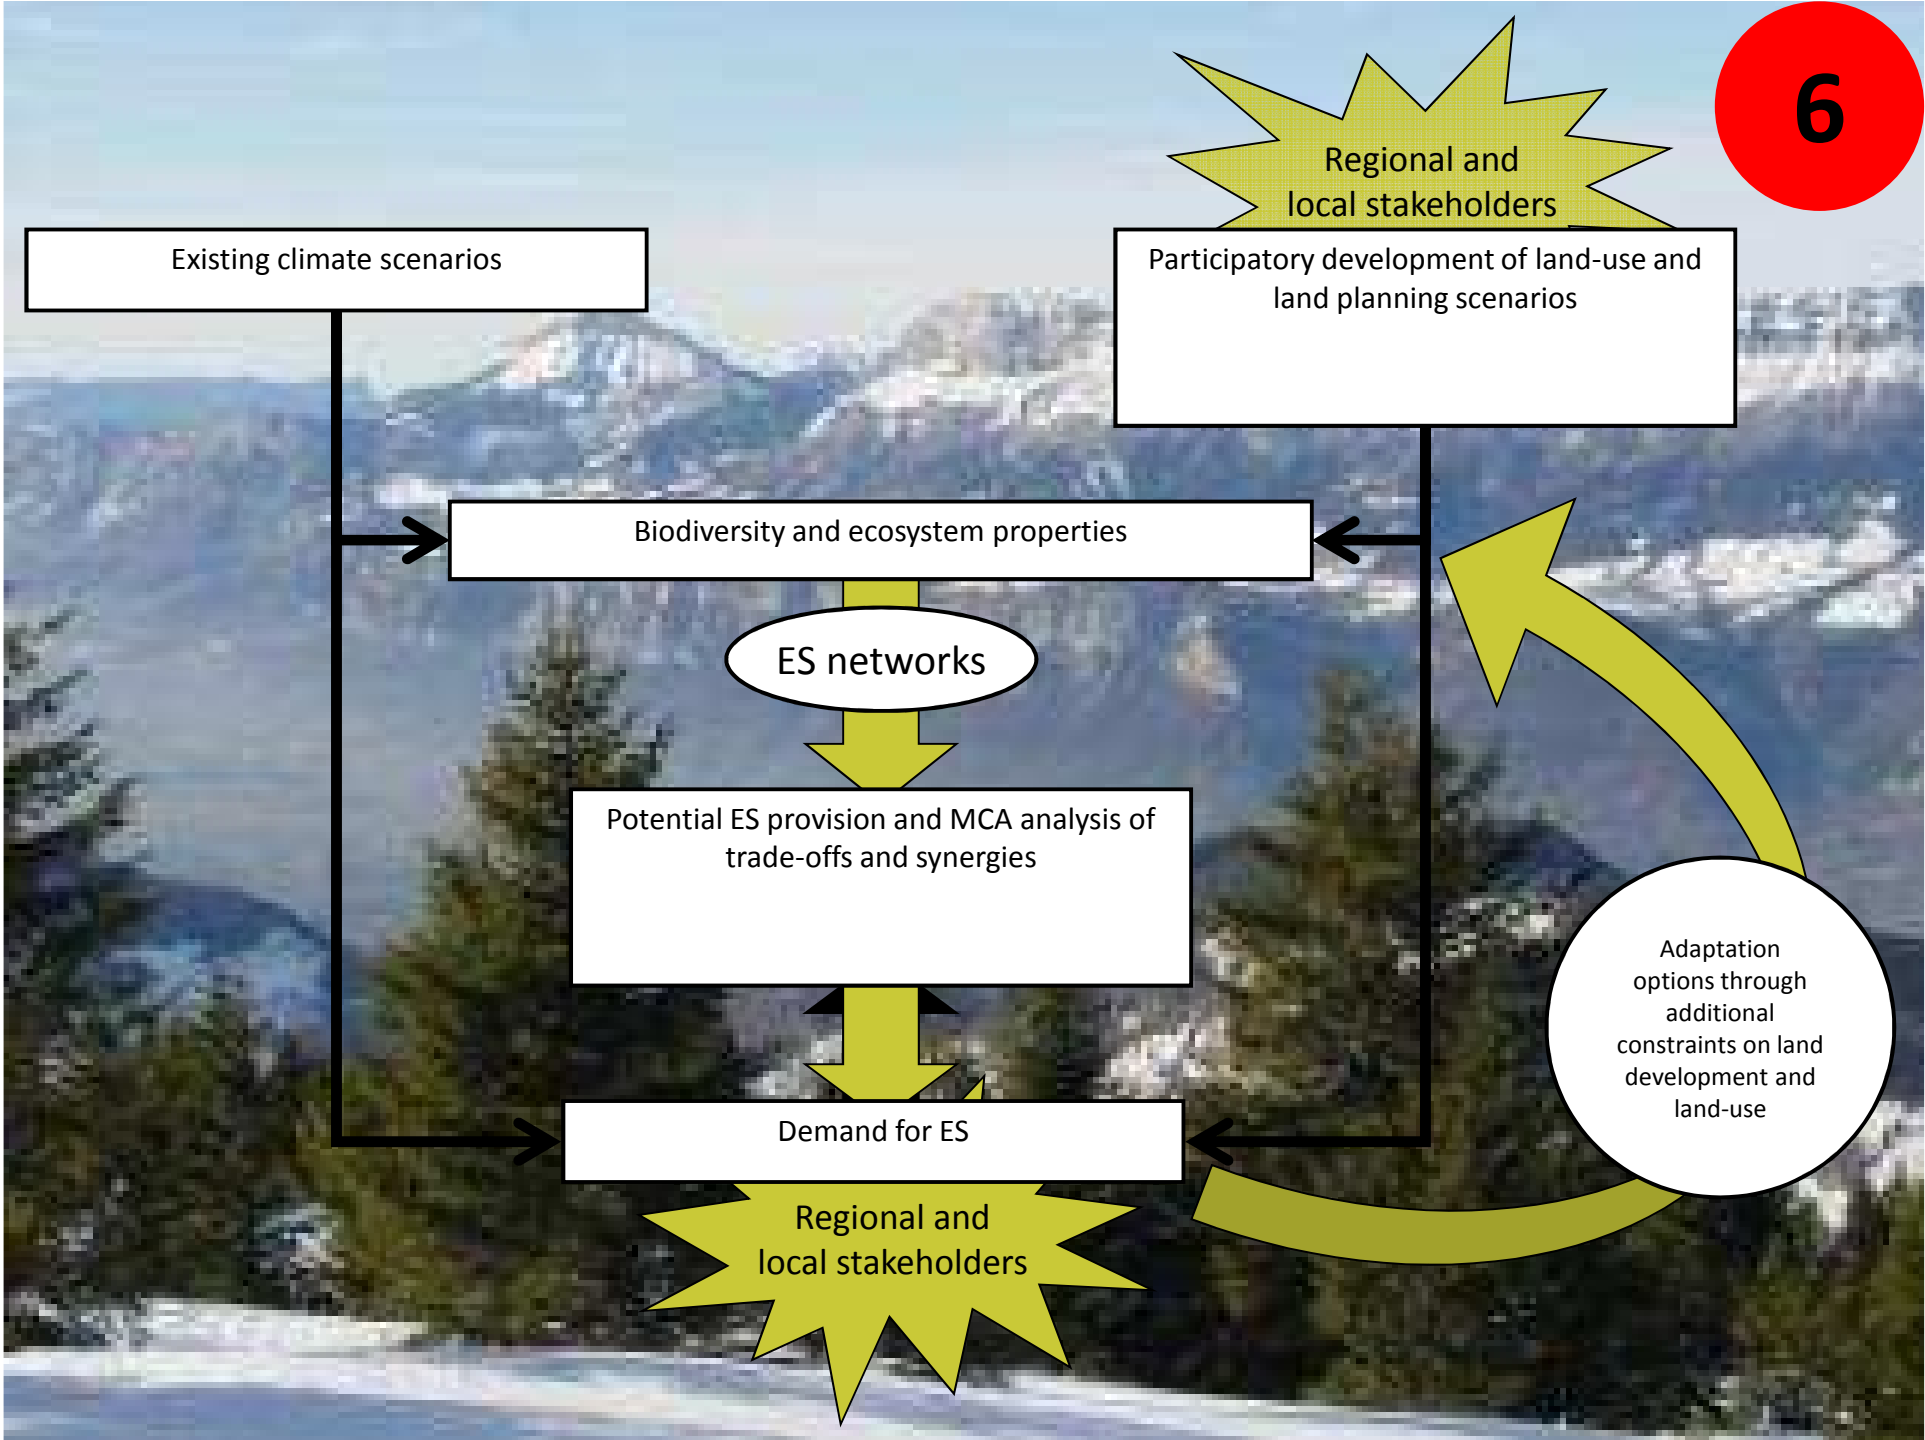 6
Regional and
local stakeholders
Existing climate scenarios
Participatory development of land-use and
land planning scenarios
Biodiversity and ecosystem properties
ES networks
Potential ES provision and MCA analysis of
trade-offs and synergies
Adaptation
options through
additional
constraints on land
development and
land-use
Demand for ES
Regional and
local stakeholders